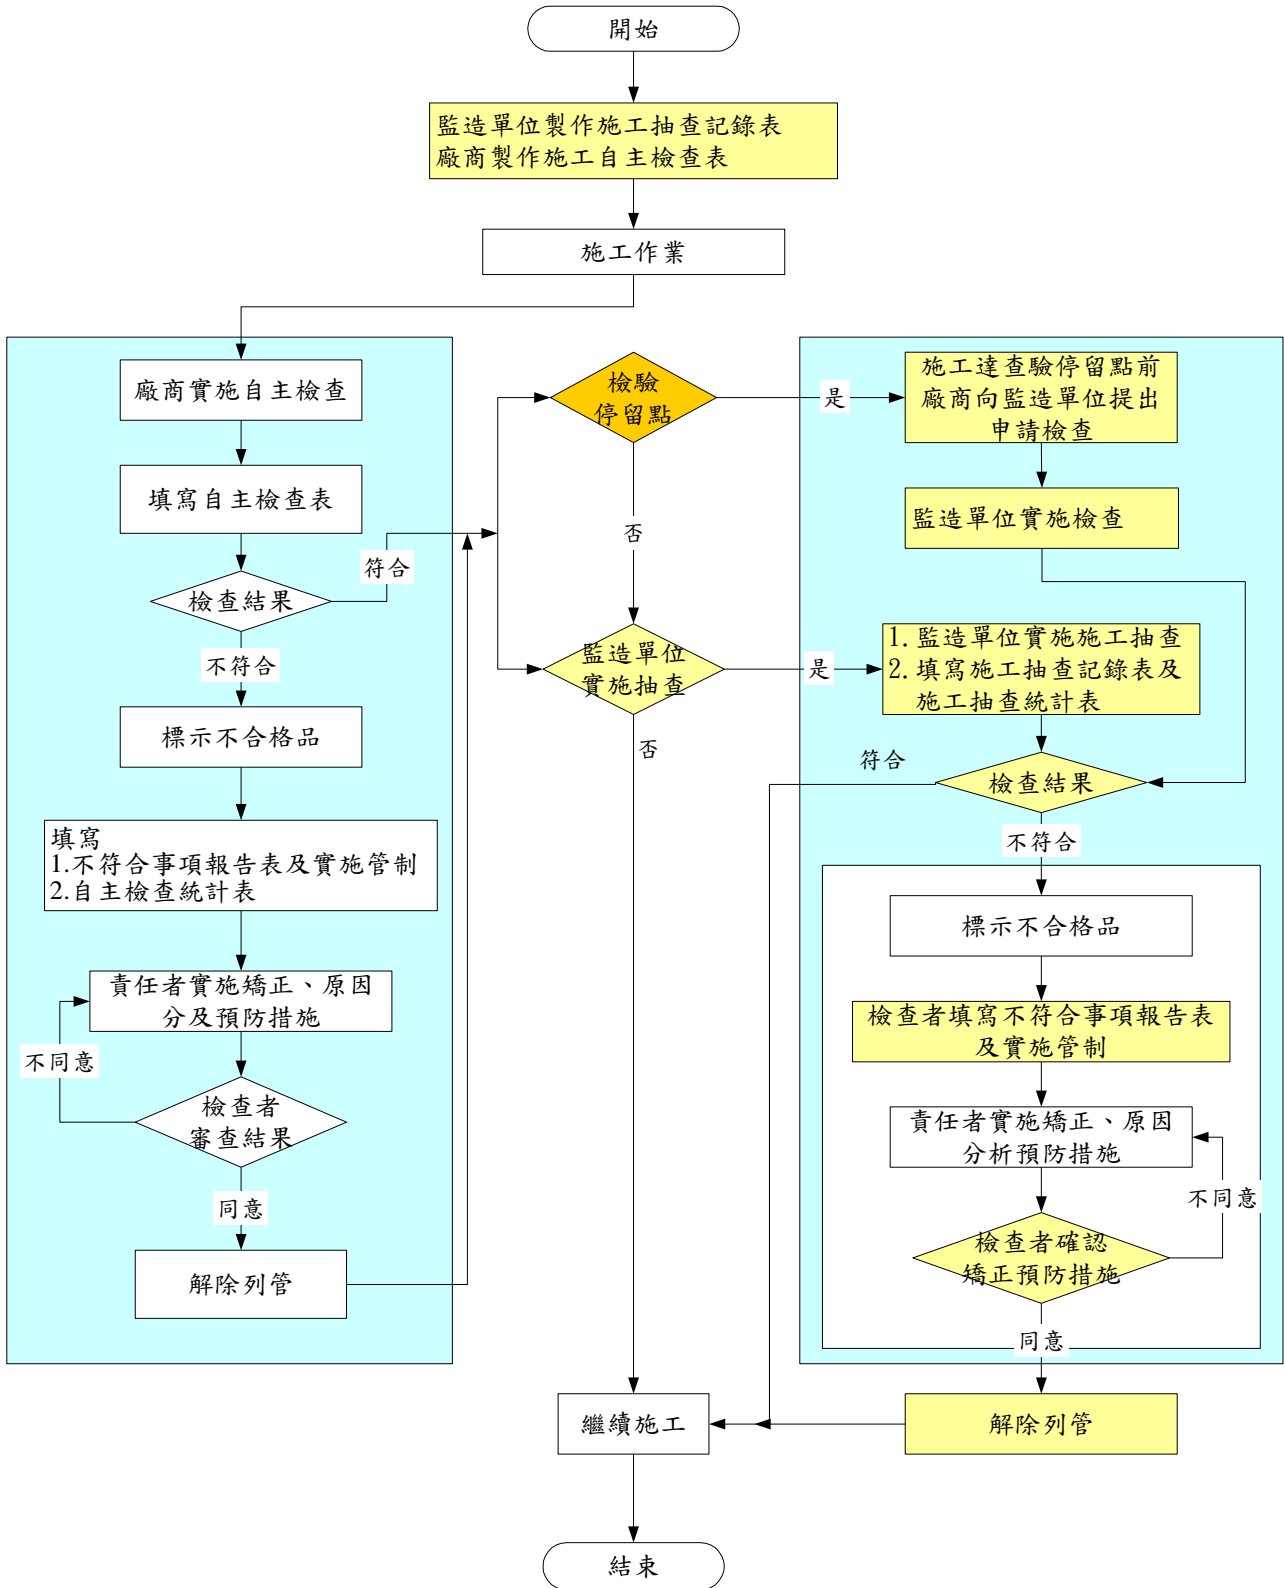 開始
監造單位製作施工抽查記錄表
廠商製作施工自主檢查表
施工作業
廠商實施自主檢查
填寫自主檢查表
檢查結果
符合
不符合
標示不合格品
填寫
1.不符合事項報告表及實施管制
2.自主檢查統計表
責任者實施矯正、原因
分及預防措施
不同意
檢查者
審查結果
同意
解除列管
檢驗
停留點
是
否
監造單位
實施抽查
是
否
施工達查驗停留點前
廠商向監造單位提出
申請檢查
監造單位實施檢查
1. 監造單位實施施工抽查
2. 填寫施工抽查記錄表及
施工抽查統計表
符合
檢查結果
不符合
標示不合格品
檢查者填寫不符合事項報告表
及實施管制
責任者實施矯正、原因
分析預防措施
不同意
檢查者確認
矯正預防措施
同意
解除列管
繼續施工
結束